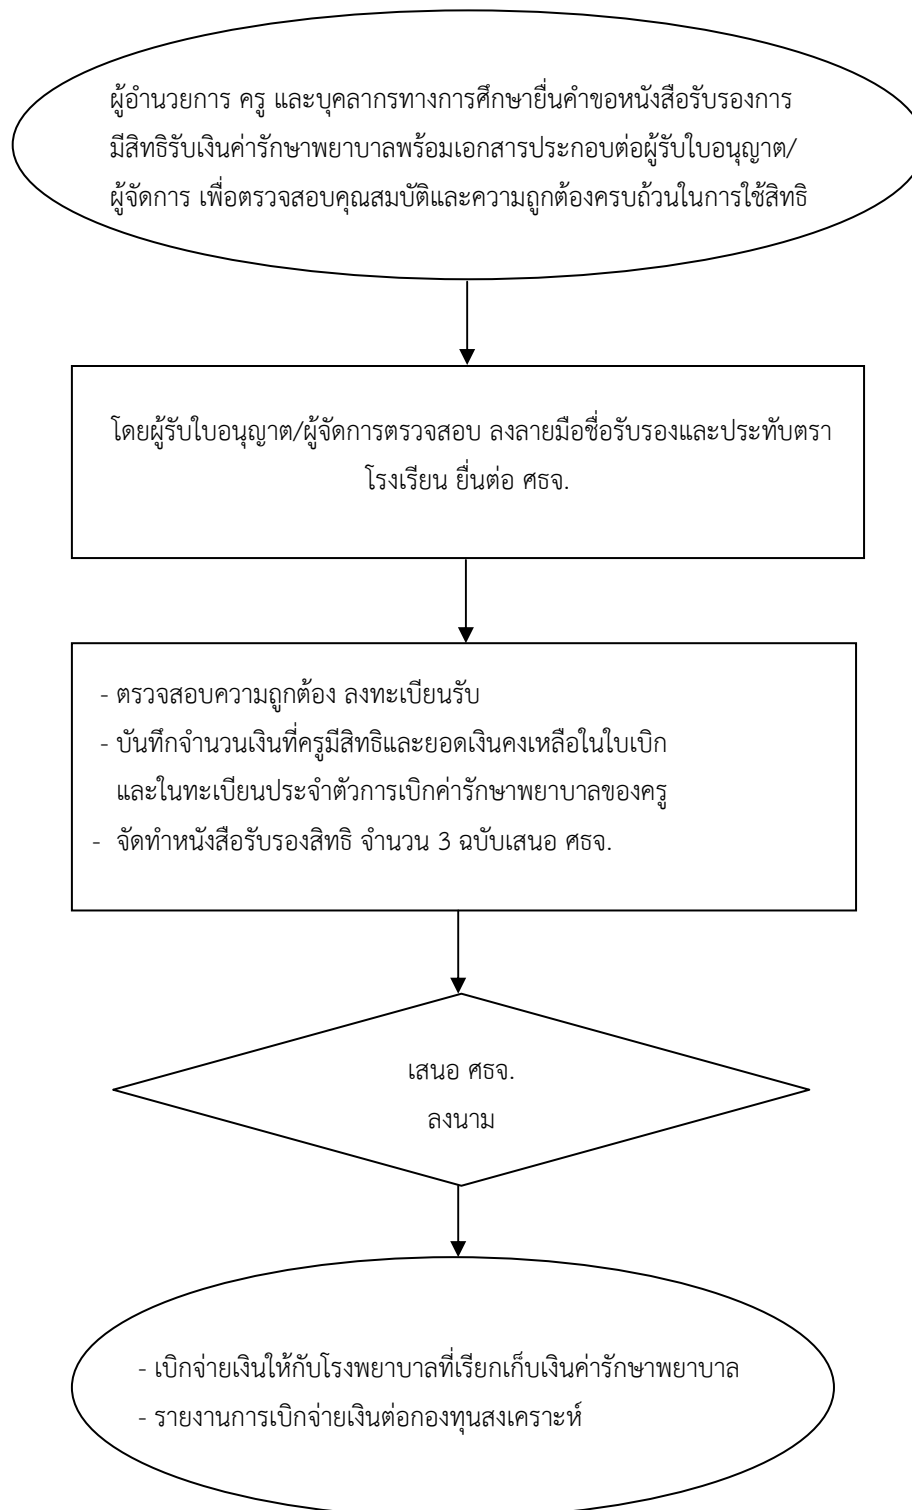 ผู้อำนวยการ ครู และบุคลากรทางการศึกษายื่นคำขอหนังสือรับรองการ
มีสิทธิรับเงินค่ารักษาพยาบาลพร้อมเอกสารประกอบต่อผู้รับใบอนุญาต/
ผู้จัดการ เพื่อตรวจสอบคุณสมบัติและความถูกต้องครบถ้วนในการใช้สิทธิ
โดยผู้รับใบอนุญาต/ผู้จัดการตรวจสอบ ลงลายมือชื่อรับรองและประทับตรา
โรงเรียน ยื่นต่อ ศธจ.
- ตรวจสอบความถูกต้อง ลงทะเบียนรับ
- บันทึกจำนวนเงินที่ครูมีสิทธิและยอดเงินคงเหลือในใบเบิก
และในทะเบียนประจำตัวการเบิกค่ารักษาพยาบาลของครู
- จัดทำหนังสือรับรองสิทธิ จำนวน 3 ฉบับเสนอ ศธจ.
เสนอ ศธจ.
ลงนาม
- เบิกจ่ายเงินให้กับโรงพยาบาลที่เรียกเก็บเงินค่ารักษาพยาบาล
- รายงานการเบิกจ่ายเงินต่อกองทุนสงเคราะห์